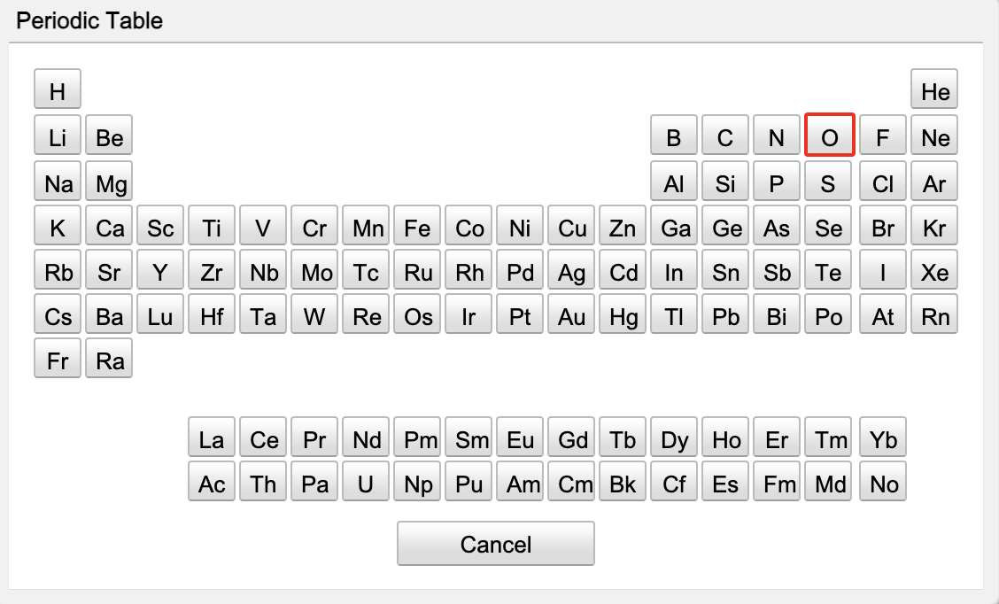 Periodic Table
H He
Li Be B C N O F Ne
Na Mg Al Si P S Cl Ar
K Ca Sc Ti V Cr Mn Fe Co Ni Cu Zn Ga Ge As Se Br Kr
Rb Sr Y Zr Nb Mo Tc Ru Rh Pd Ag Cd In Sn Sb Te I Xe
Cs Ba Lu Hf Ta W Re Os Ir Pt Au Hg Tl Pb Bi Po At Rn
Fr Ra
La Ce Pr Nd Pm Sm Eu Gd Tb Dy Ho Er Tm Yb
Ac Th Pa U Np Pu Am Cm Bk Cf Es Fm Md No
Cancel